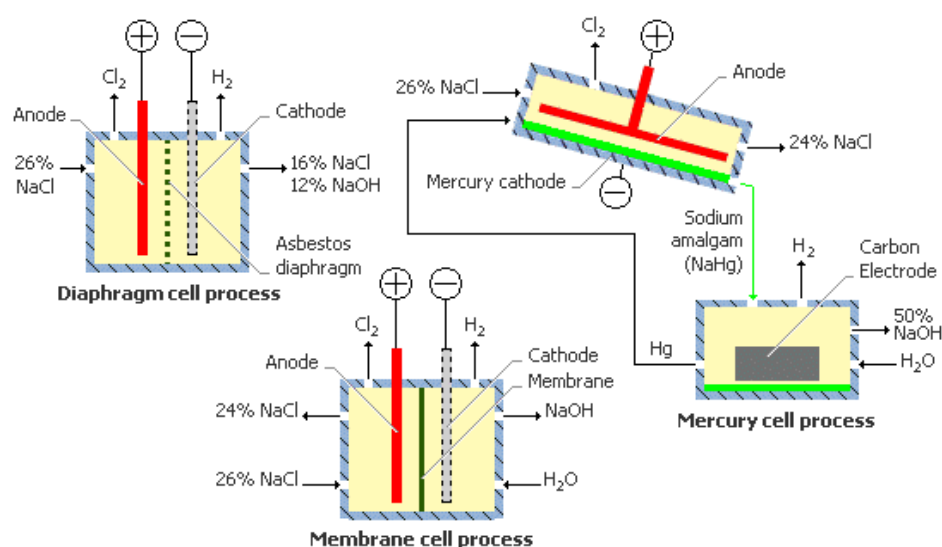 +
−
Cl2
H2
Anode
Cathode
26%
NaCl
16% NaCl
12% NaOH
Asbestos
diaphragm
Diaphragm cell process
Cl2
+
26% NaCl
Anode
24% NaCl
Mercury cathode
−
Sodium
amalgam
(NaHg)
H2
Carbon
Electrode
50%
NaOH
Hg
H2O
Mercury cell process
+
−
Cl2
H2
Anode
Cathode
Membrane
24% NaCl
NaOH
26% NaCl
H2O
Membrane cell process